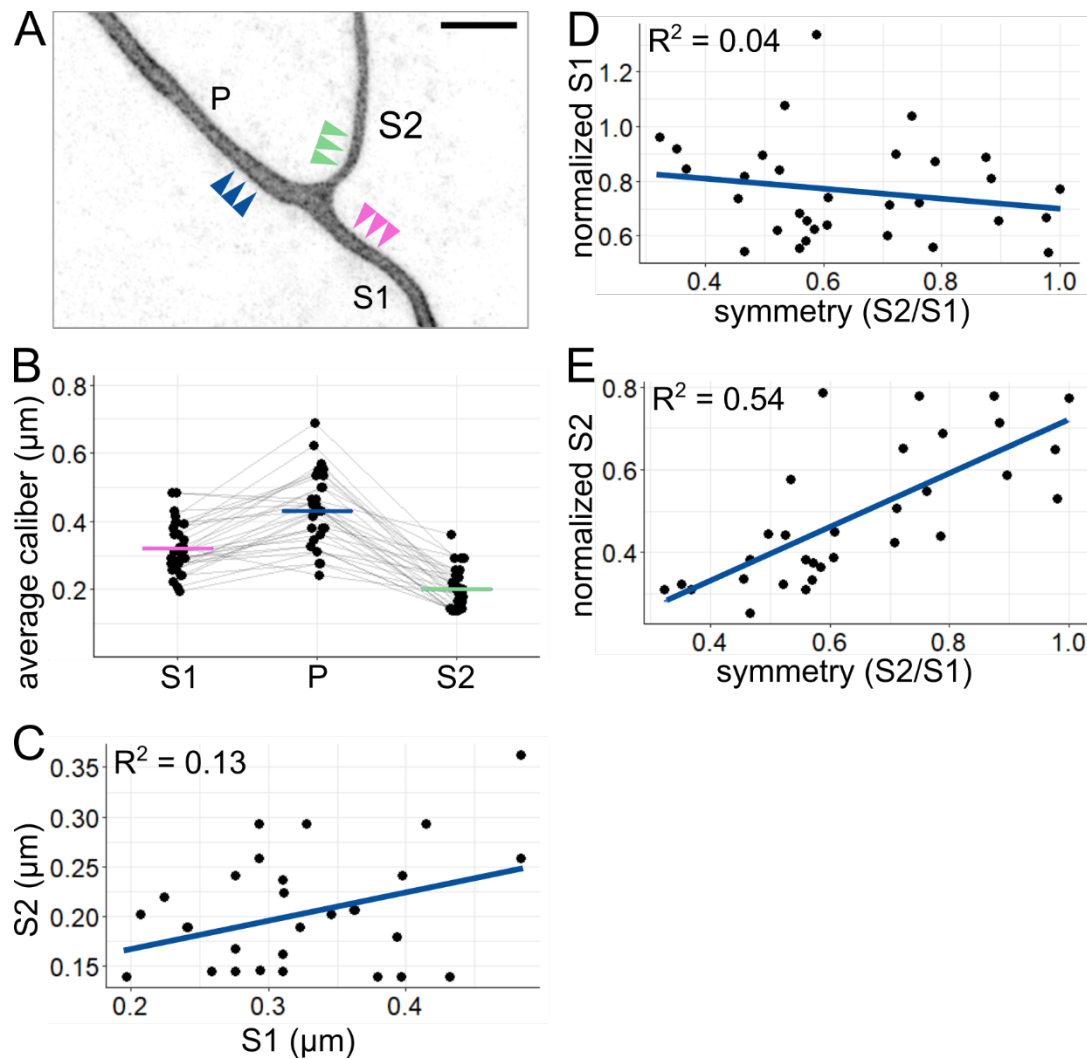 A
P
S2
S1
B
average caliber (µm)
0.8
0.6
0.4
0.2
S1 P S2
C
R² = 0.13
S2 (µm)
0.35
0.30
0.25
0.20
0.15
0.2 0.3 0.4
S1 (µm)
D
R² = 0.04
normalized S1
1.2
1.0
0.8
0.6
0.4 0.6 0.8 1.0
symmetry (S2/S1)
E
R² = 0.54
normalized S2
0.8
0.6
0.4
0.4 0.6 0.8 1.0
symmetry (S2/S1)